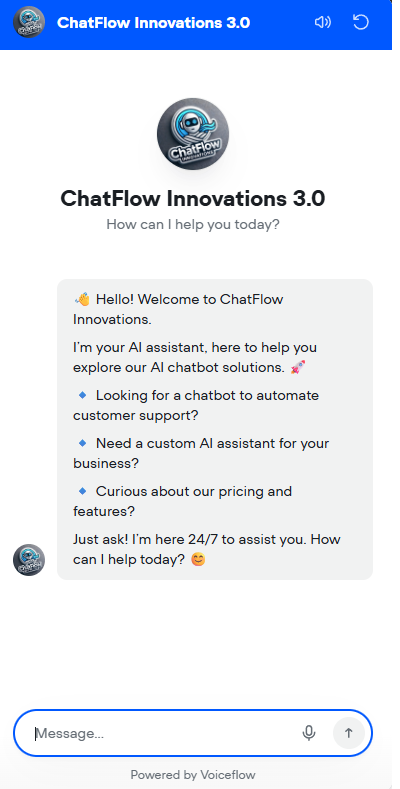 ChatFlow Innovations 3.0
ChatFlow
INNOVATIONS
ChatFlow Innovations 3.0
How can I help you today?
👋 Hello! Welcome to ChatFlow
Innovations.
I'm your AI assistant, here to help you
explore our AI chatbot solutions. 🚀
🔹 Looking for a chatbot to automate
customer support?
🔹 Need a custom AI assistant for your
business?
🔹 Curious about our pricing and
features?
Just ask! I'm here 24/7 to assist you. How
can I help today? 😊
Message...
Powered by Voiceflow